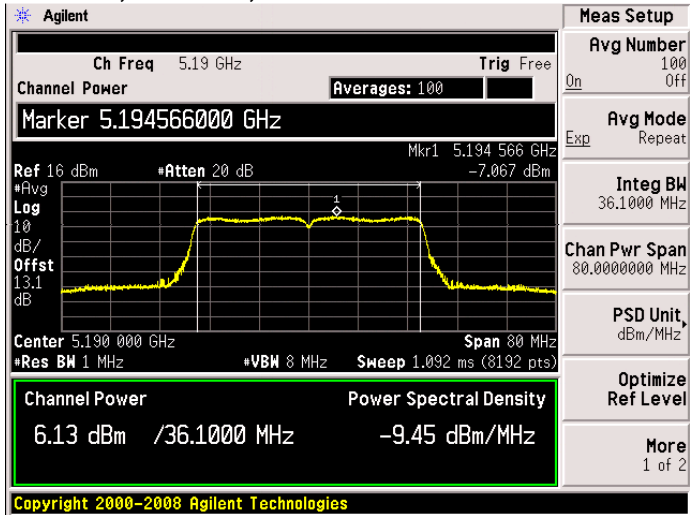 Agilent
Meas Setup
Ch Freq 5.19 GHz Trig Free
Channel Power Averages: 100
Marker 5.194566000 GHz
Mkr1 5.194 566 GHz
Ref 16 dBm #Atten 20 dB -7.067 dBm
#Avg
Log
10
dB/
Offst
13.1
dB
1
Center 5.190 000 GHz Span 80 MHz
#Res BW 1 MHz #VBW 8 MHz Sweep 1.092 ms (8192 pts)
Channel Power Power Spectral Density
6.13 dBm /36.1000 MHz -9.45 dBm/MHz
Copyright 2000-2008 Agilent Technologies
Avg Number
100
On Off
Avg Mode
Exp Repeat
Integ BW
36.1000 MHz
Chan Pwr Span
80.0000000 MHz
PSD Unit
dBm/MHz
Optimize
Ref Level
More
1 of 2